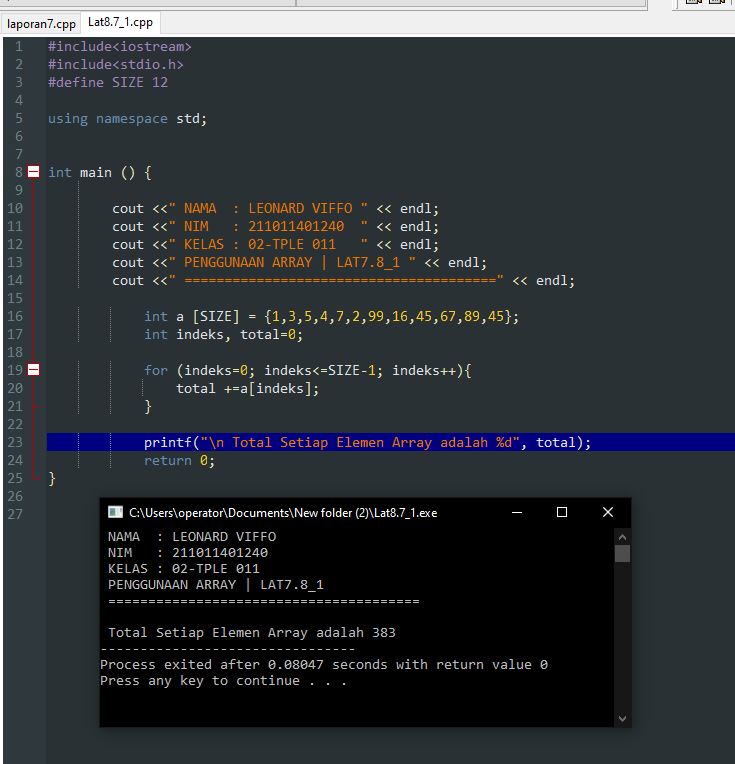 laporan7.cpp Lat8.7_1.cpp
1 #include<iostream>
2 #include<stdio.h>
3 #define SIZE 12
4
5 using namespace std;
6
7
8 int main () {
9
10 cout <<" NAMA  : LEONARD VIFFO " << endl;
11 cout <<" NIM   : 211011401240  " << endl;
12 cout <<" KELAS : 02-TPLE 011   " << endl;
13 cout <<" PENGGUNAAN ARRAY | LAT7.8_1 " << endl;
14 cout <<" =======================================" << endl;
15
16 int a [SIZE] = {1,3,5,4,7,2,99,16,45,67,89,45};
17 int indeks, total=0;
18
19 for (indeks=0; indeks<=SIZE-1; indeks++){
20 total +=a[indeks];
21 }
22
23 printf("\n Total Setiap Elemen Array adalah %d", total);
24 return 0;
25 }
26
27
C:\Users\operator\Documents\New folder (2)\Lat8.7_1.exe
NAMA  : LEONARD VIFFO
NIM   : 211011401240
KELAS : 02-TPLE 011
PENGGUNAAN ARRAY | LAT7.8_1
=======================================
Total Setiap Elemen Array adalah 383
--------------------------------
Process exited after 0.08047 seconds with return value 0
Press any key to continue . . .